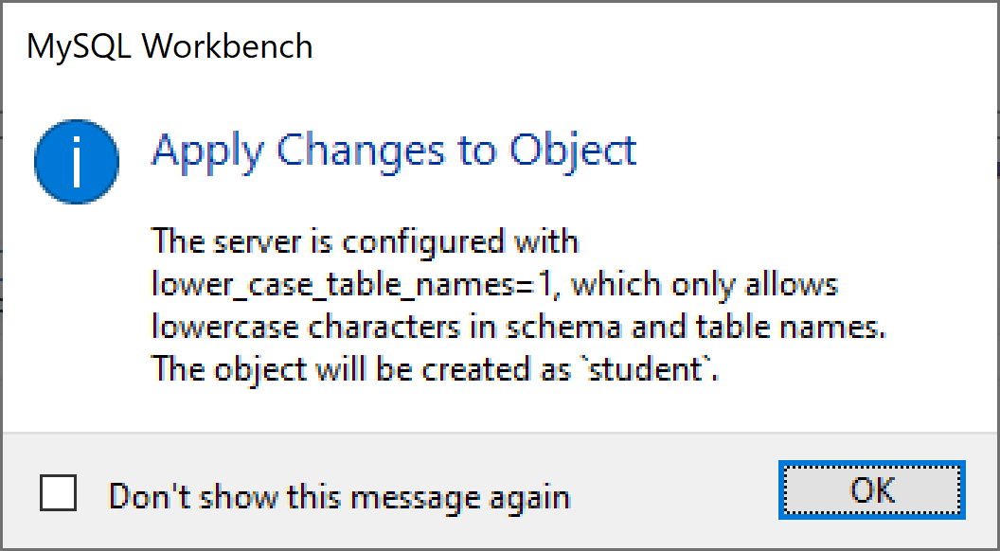 MySQL Workbench
Apply Changes to Object
The server is configured with
lower_case_table_names=1, which only allows
lowercase characters in schema and table names.
The object will be created as `student`.
Don't show this message again
OK